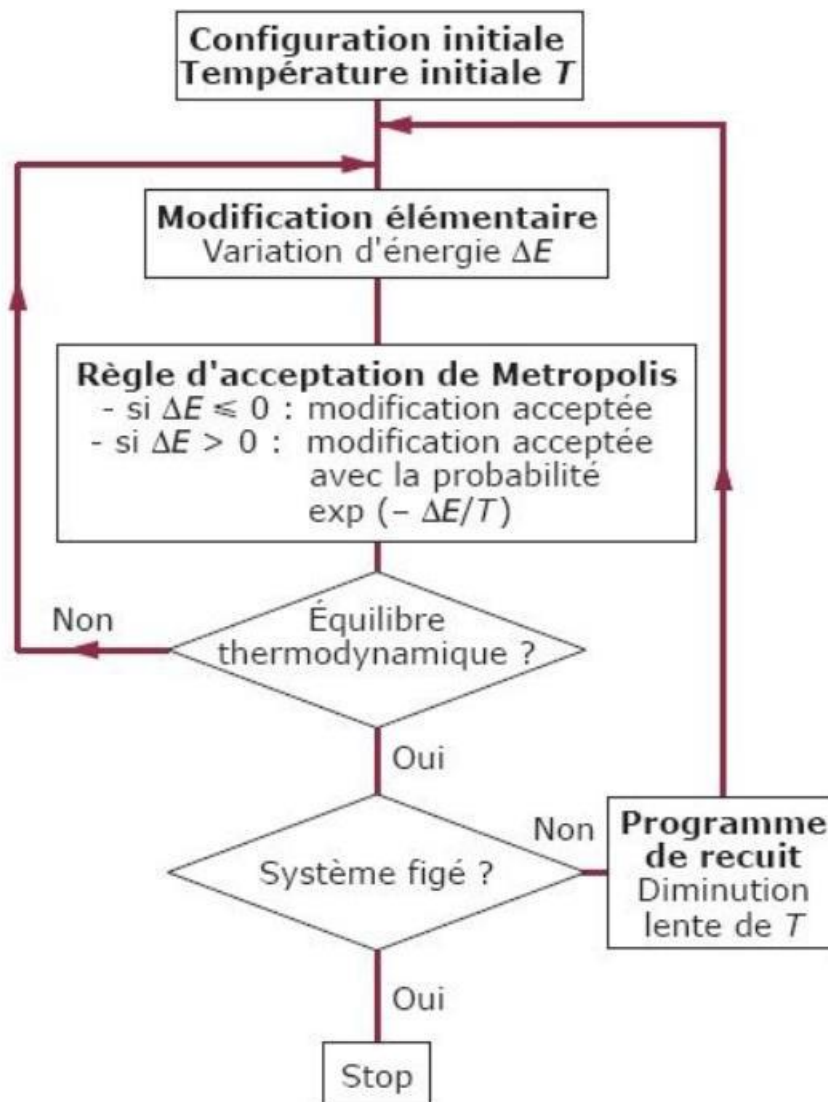 Configuration initiale
Température initiale T
Modification élémentaire
Variation d'énergie ΔE
Règle d'acceptation de Metropolis
- si ΔE ⩽ 0 : modification acceptée
- si ΔE > 0 : modification acceptée
avec la probabilité
exp (– ΔE/T)
Non
Équilibre
thermodynamique ?
Oui
Système figé ?
Non
Programme
de recuit
Diminution
lente de T
Oui
Stop